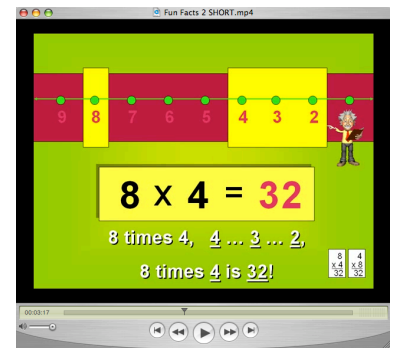 Fun Facts 2 SHORT.mp4
9 8 7 6 5 4 3 2
8 x 4 = 32
8 times 4, 4 ... 3 ... 2,
8 times 4 is 32!
8 4
x 4 x 8
32 32
00:03:17